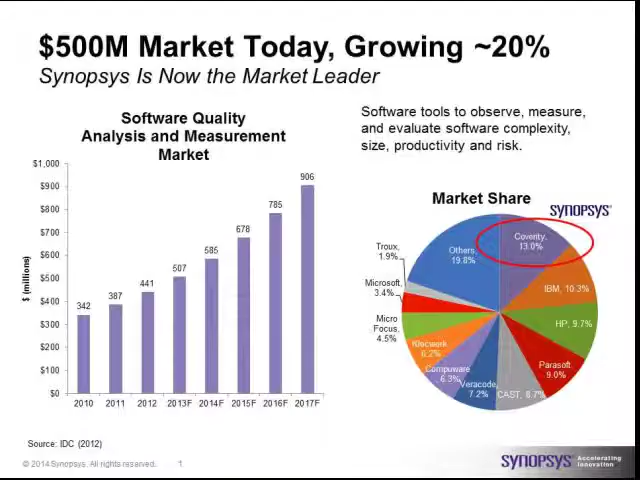 $500M Market Today, Growing ~20%
Synopsys Is Now the Market Leader
Software Quality
Analysis and Measurement
Market
$1,000
$900
$800
$700
$600
$500
$400
$300
$200
$100
$0
$ (millions)
342
387
441
507
585
678
785
906
2010
2011
2012
2013F
2014F
2015F
2016F
2017F
Software tools to observe, measure,
and evaluate software complexity,
size, productivity and risk.
Market Share
SYNOPSYS
Coverity,
13.0%
IBM, 10.3%
HP, 9.7%
Parasoft,
9.0%
CAST, 8.7%
Veracode,
7.2%
Compuware
6.3%
Klocwork
6.2%
Micro
Focus,
4.5%
Microsoft,
3.4%
Troux,
1.9%
Others,
19.8%
Source: IDC (2012)
© 2014 Synopsys. All rights reserved.
1
SYNOPSYS
Accelerating
Innovation